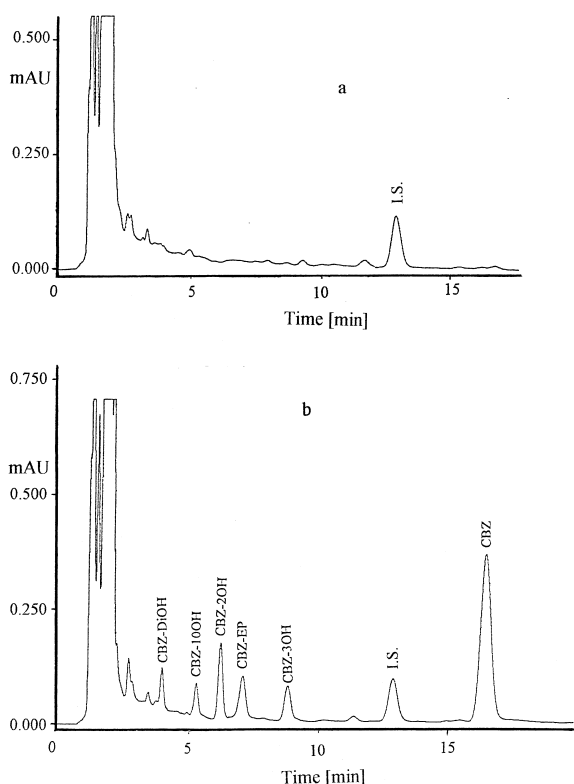 0.500
mAU
a
0.250
I.S.
0.000
0 5 10 15
Time [min]
0.750
b
mAU
0.500
CBZ
0.250
CBZ-DiOH
CBZ-10OH
CBZ-2OH
CBZ-EP
CBZ-3OH
I.S.
0.000
0 5 10 15
Time [min]